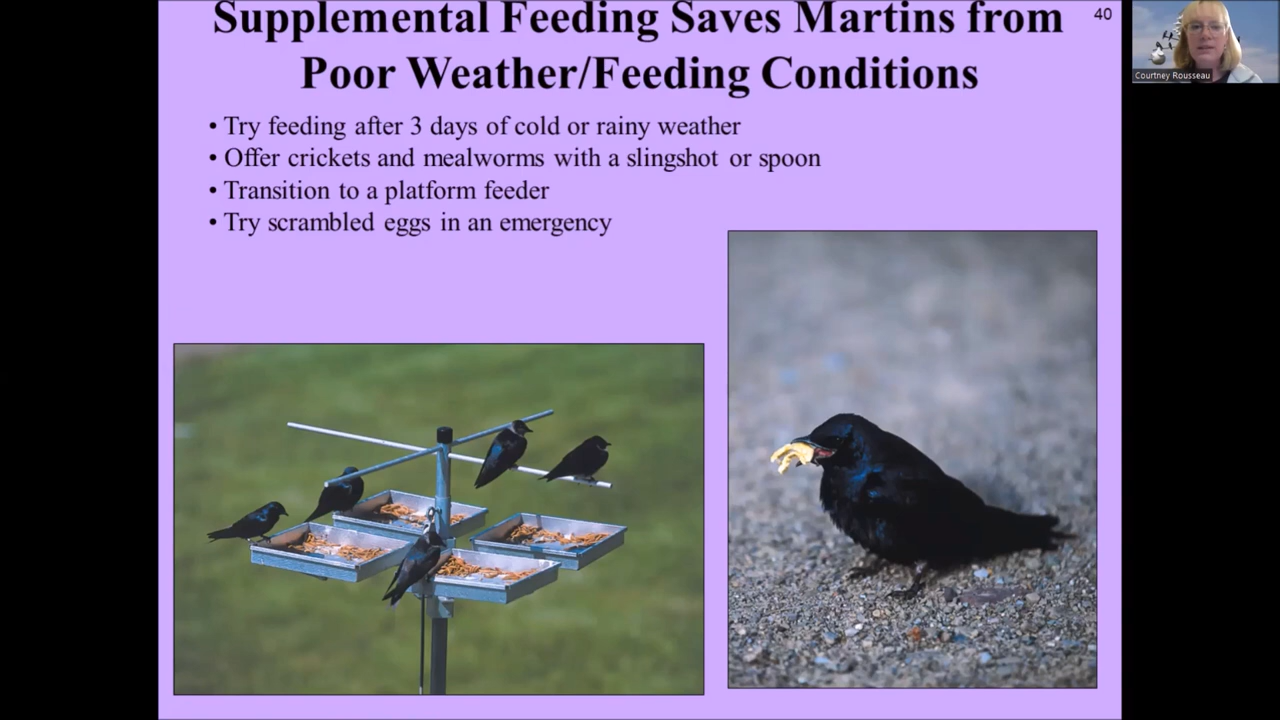 Supplemental Feeding Saves Martins from
Poor Weather/Feeding Conditions
40
• Try feeding after 3 days of cold or rainy weather
• Offer crickets and mealworms with a slingshot or spoon
• Transition to a platform feeder
• Try scrambled eggs in an emergency
Courtney Rousseau